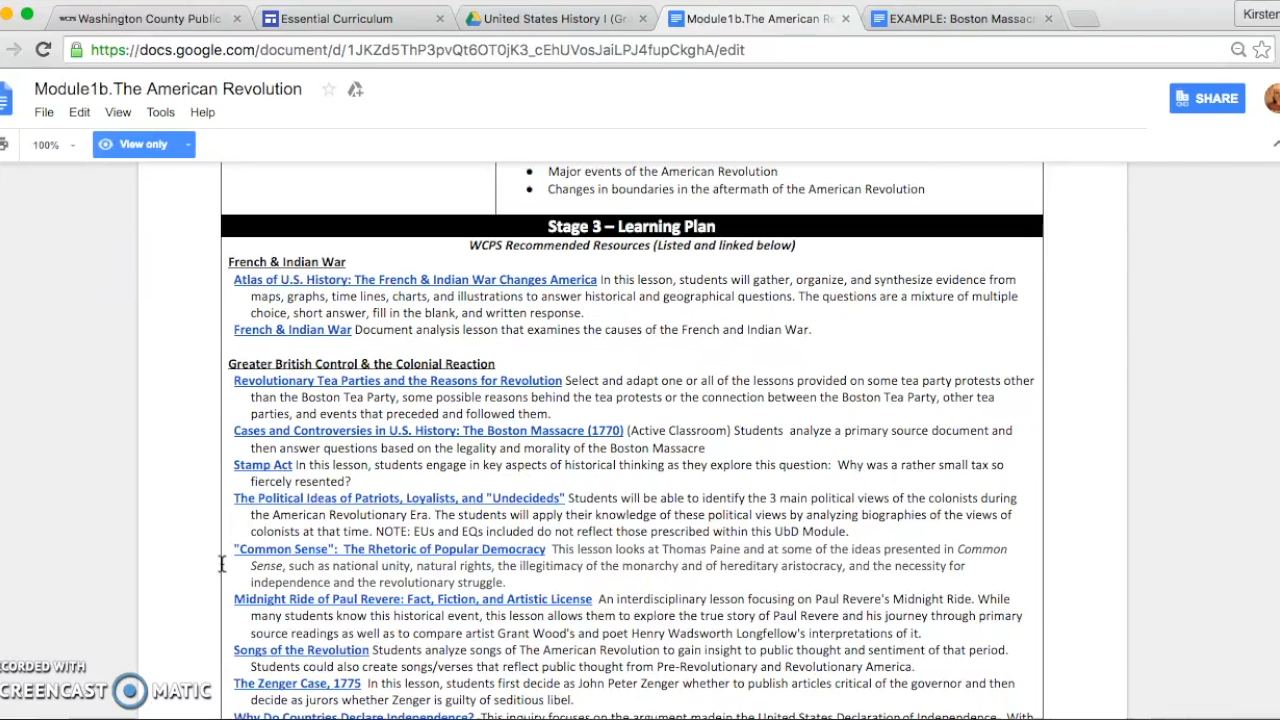 WCPS Washington County Public
Essential Curriculum
United States History I (Gr
Module1b.The American Re
EXAMPLE: Boston Massac
Kirsten
https://docs.google.com/document/d/1JKZd5ThP3pvQt6OT0jK3_cEhUVosJaiLPJ4fupCkghA/edit
Module1b.The American Revolution
SHARE
File Edit View Tools Help
100% View only
• Major events of the American Revolution
• Changes in boundaries in the aftermath of the American Revolution
Stage 3 – Learning Plan
WCPS Recommended Resources (Listed and linked below)
French & Indian War
Atlas of U.S. History: The French & Indian War Changes America In this lesson, students will gather, organize, and synthesize evidence from
maps, graphs, time lines, charts, and illustrations to answer historical and geographical questions. The questions are a mixture of multiple
choice, short answer, fill in the blank, and written response.
French & Indian War Document analysis lesson that examines the causes of the French and Indian War.
Greater British Control & the Colonial Reaction
Revolutionary Tea Parties and the Reasons for Revolution Select and adapt one or all of the lessons provided on some tea party protests other
than the Boston Tea Party, some possible reasons behind the tea protests or the connection between the Boston Tea Party, other tea
parties, and events that preceded and followed them.
Cases and Controversies in U.S. History: The Boston Massacre (1770) (Active Classroom) Students analyze a primary source document and
then answer questions based on the legality and morality of the Boston Massacre
Stamp Act In this lesson, students engage in key aspects of historical thinking as they explore this question: Why was a rather small tax so
fiercely resented?
The Political Ideas of Patriots, Loyalists, and "Undecideds" Students will be able to identify the 3 main political views of the colonists during
the American Revolutionary Era. The students will apply their knowledge of these political views by analyzing biographies of the views of
colonists at that time. NOTE: EUs and EQs included do not reflect those prescribed within this UbD Module.
"Common Sense": The Rhetoric of Popular Democracy This lesson looks at Thomas Paine and at some of the ideas presented in Common
Sense, such as national unity, natural rights, the illegitimacy of the monarchy and of hereditary aristocracy, and the necessity for
independence and the revolutionary struggle.
Midnight Ride of Paul Revere: Fact, Fiction, and Artistic License An interdisciplinary lesson focusing on Paul Revere's Midnight Ride. While
many students know this historical event, this lesson allows them to explore the true story of Paul Revere and his journey through primary
source readings as well as to compare artist Grant Wood's and poet Henry Wadsworth Longfellow's interpretations of it.
Songs of the Revolution Students analyze songs of The American Revolution to gain insight to public thought and sentiment of that period.
Students could also create songs/verses that reflect public thought from Pre-Revolutionary and Revolutionary America.
The Zenger Case, 1775 In this lesson, students first decide as John Peter Zenger whether to publish articles critical of the governor and then
decide as jurors whether Zenger is guilty of seditious libel.
Why Do Countries Declare Independence? This inquiry focuses on the argument madein the United States Declaration of Independence. With
ECORDED WITH
CREENCAST MATIC